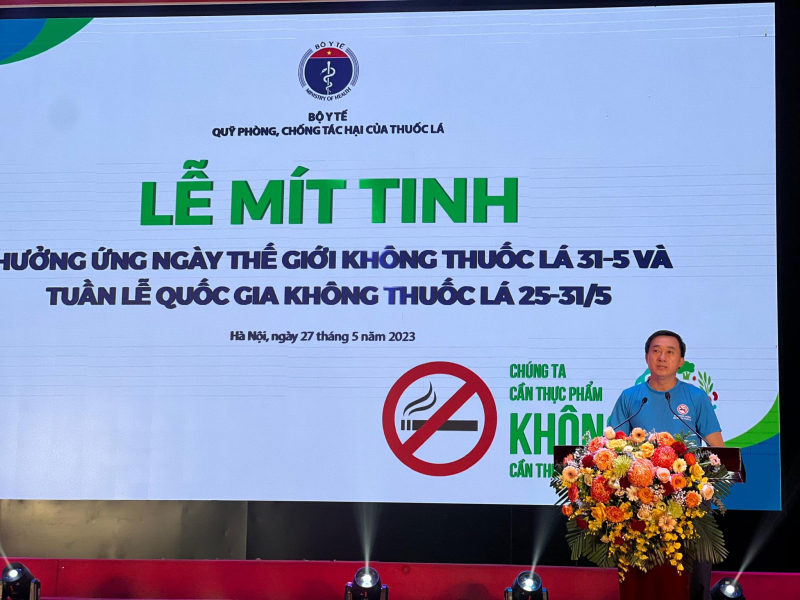 BỘ Y TẾ
MINISTRY OF HEALTH
BỘ Y TẾ
QUỸ PHÒNG, CHỐNG TÁC HẠI CỦA THUỐC LÁ
LỄ MÍT TINH
HƯỞNG ỨNG NGÀY THẾ GIỚI KHÔNG THUỐC LÁ 31-5 VÀ
TUẦN LỄ QUỐC GIA KHÔNG THUỐC LÁ 25-31/5
Hà Nội, ngày 27 tháng 5 năm 2023
CHÚNG TA
CẦN THỰC PHẨM
KHÔN
CẦN TH